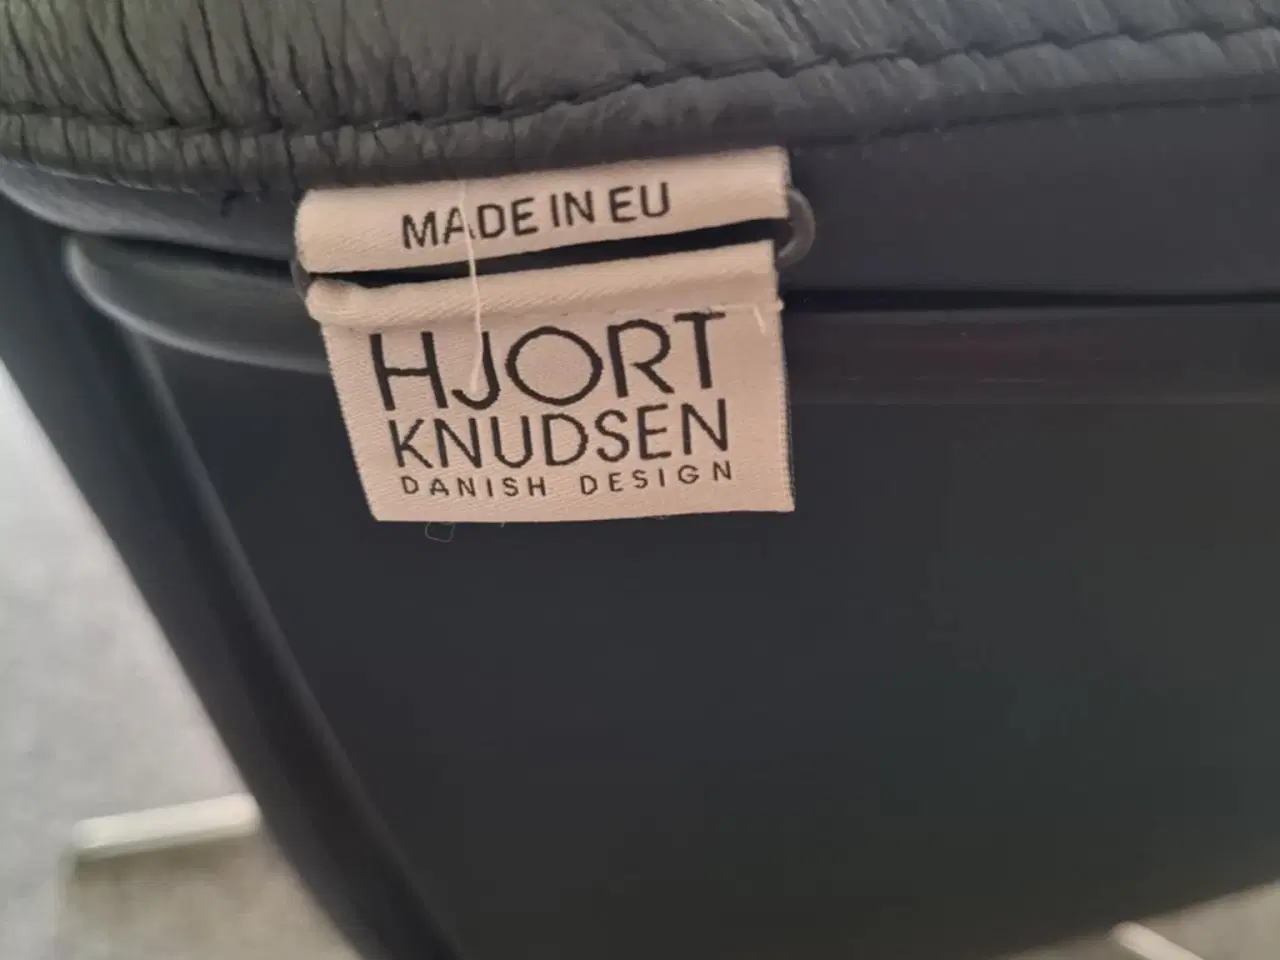 MADE IN EU
HJORT
KNUDSEN
DANISH DESIGN